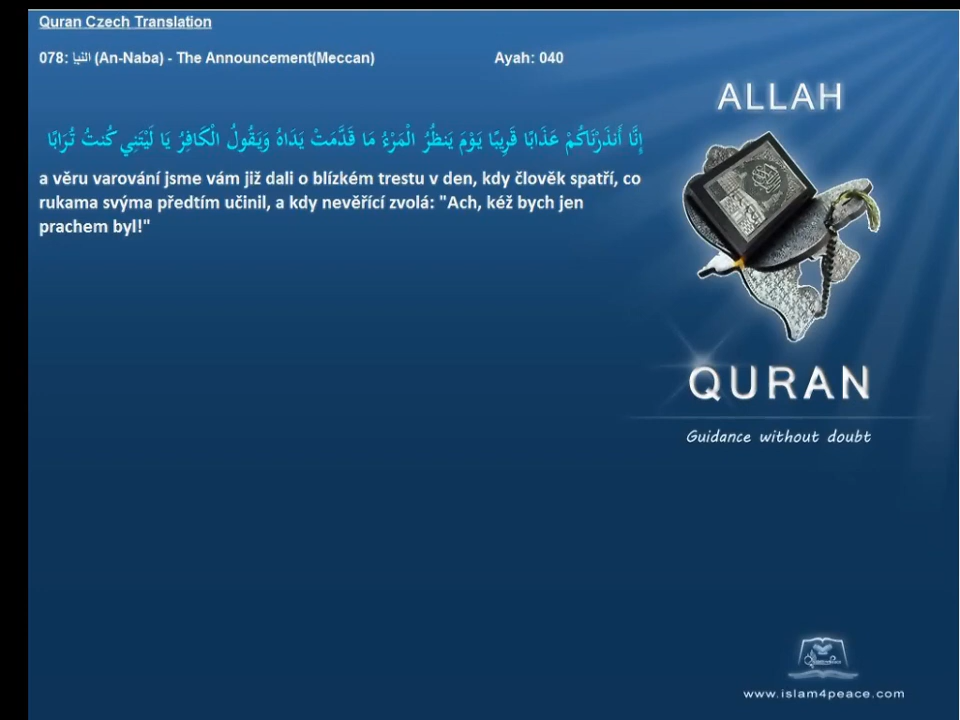 Quran Czech Translation
078: النبإ (An-Naba) - The Announcement(Meccan) Ayah: 040
ALLAH
إِنَّا أَنذَرْنَاكُمْ عَذَابًا قَرِيبًا يَوْمَ يَنظُرُ الْمَرْءُ مَا قَدَّمَتْ يَدَاهُ وَيَقُولُ الْكَافِرُ يَا لَيْتَنِي كُنتُ تُرَابًا
a věru varování jsme vám již dali o blízkém trestu v den, kdy člověk spatří, co
rukama svýma předtím učinil, a kdy nevěřící zvolá: "Ach, kéž bych jen
prachem byl!"
QURAN
Guidance without doubt
www.islam4peace.com